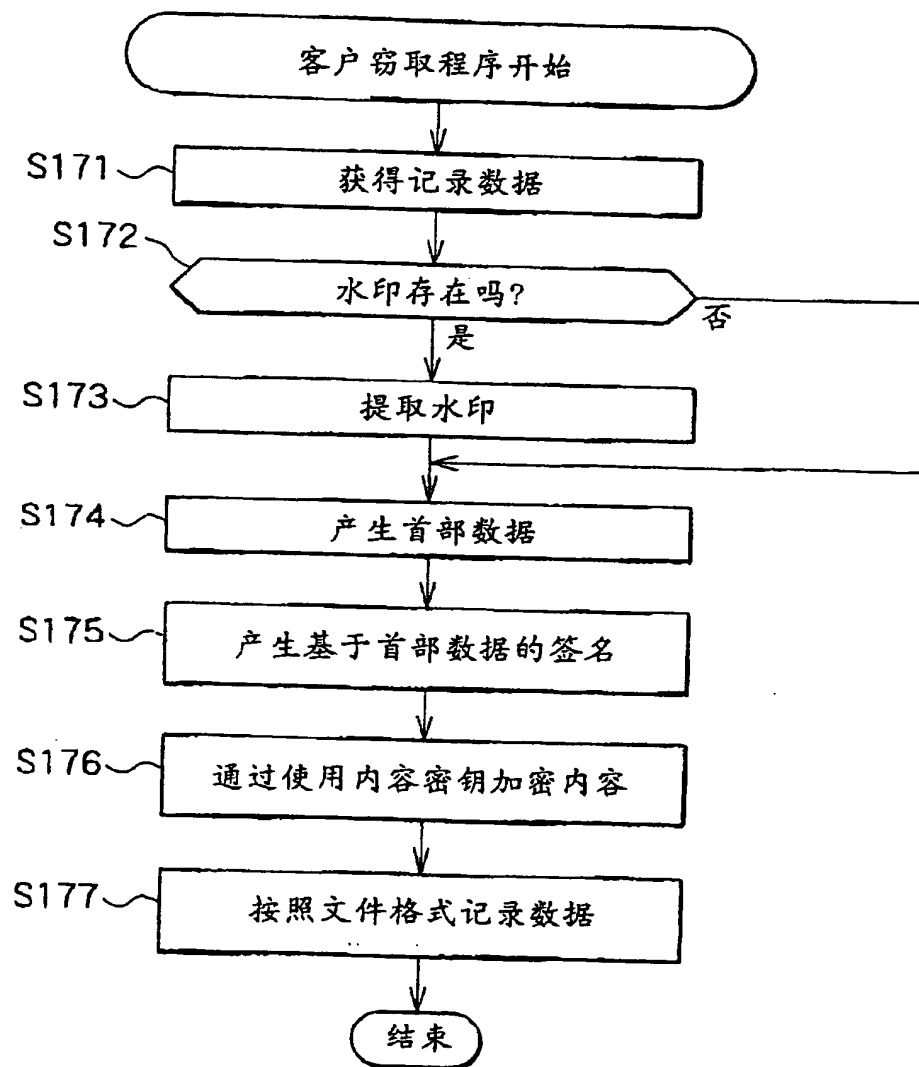 客户窃取程序开始
S171
获得记录数据
S172
水印存在吗?
否
是
S173
提取水印
S174
产生首部数据
S175
产生基于首部数据的签名
S176
通过使用内容密钥加密内容
S177
按照文件格式记录数据
结束